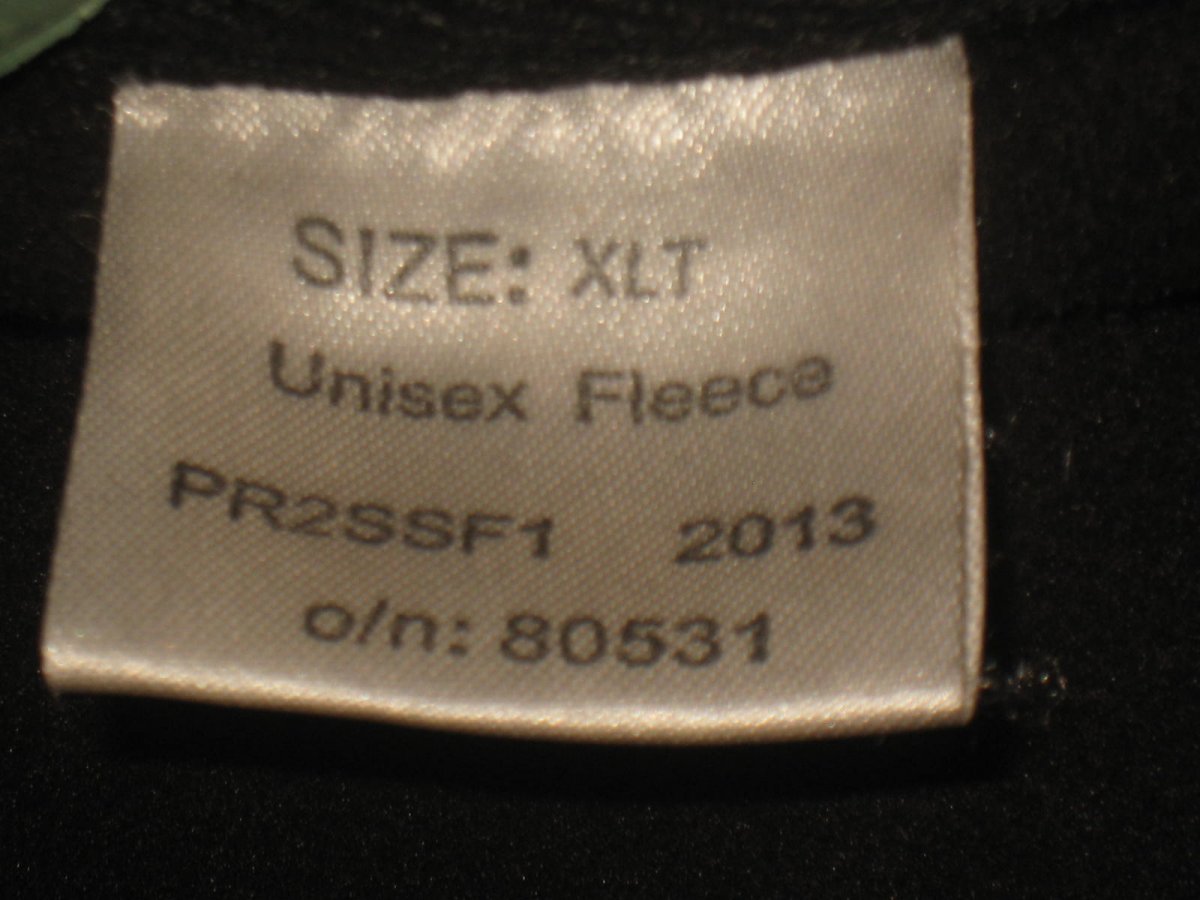 SIZE: XLT
Unisex Fleece
PR2SSF1 2013
o/n: 80531